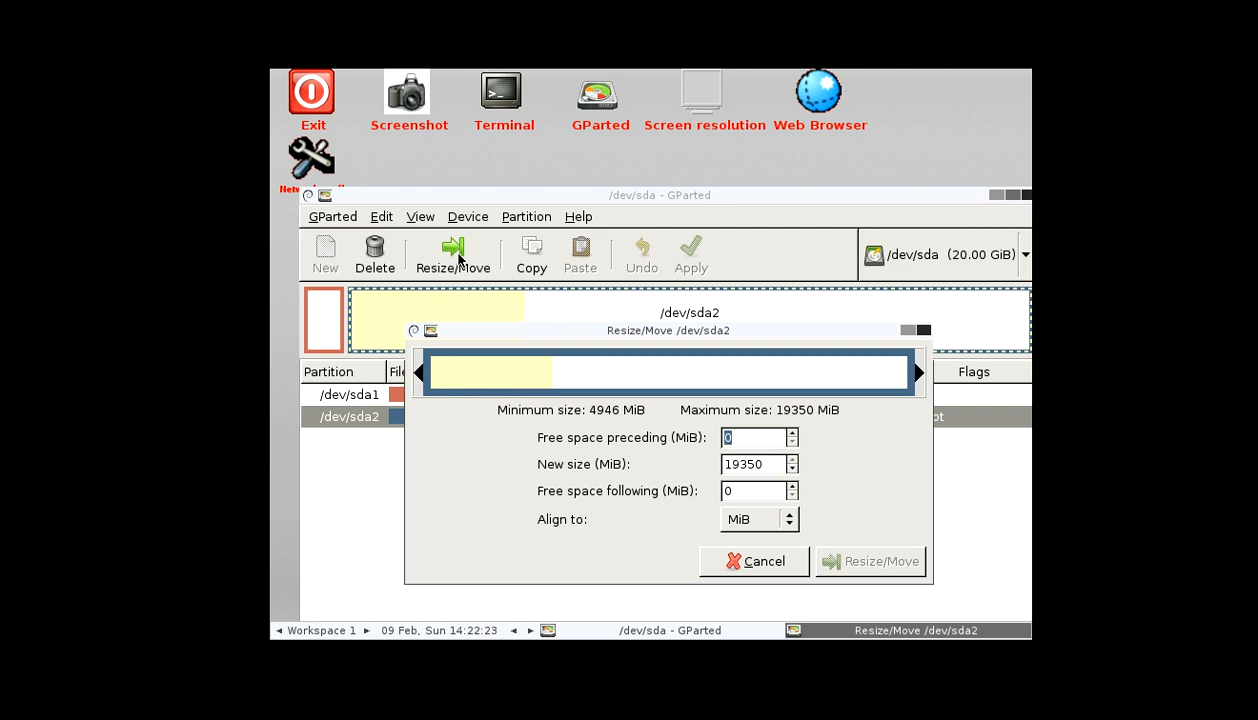 Exit
Screenshot
Terminal
GParted
Screen resolution
Web Browser
/dev/sda - GParted
GParted Edit View Device Partition Help
New
Delete
Resize/Move
Copy
Paste
Undo
Apply
/dev/sda (20.00 GiB)
/dev/sda2
Resize/Move /dev/sda2
Partition
File
Flags
/dev/sda1
/dev/sda2
Minimum size: 4946 MiB Maximum size: 19350 MiB
Free space preceding (MiB): 0
New size (MiB): 19350
Free space following (MiB): 0
Align to: MiB
Cancel
Resize/Move
Workspace 1 09 Feb, Sun 14:22:23 /dev/sda - GParted Resize/Move /dev/sda2